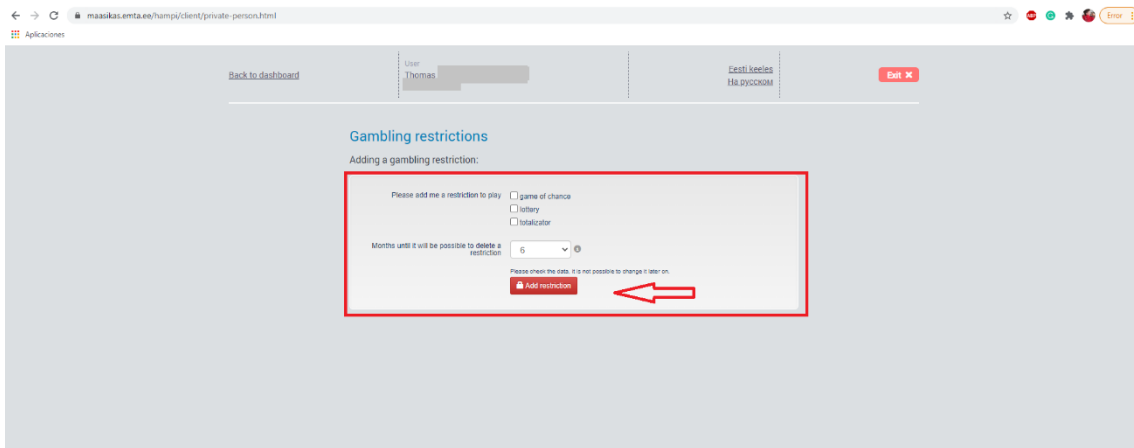 maasikas.emta.ee/hampi/client/private-person.html
Error
Aplicaciones
Back to dashboard
User
Thomas
Eesti keeles
На русском
Exit ✕
Gambling restrictions
Adding a gambling restriction:
Please add me a restriction to play
game of chance
lottery
totalizator
Months until it will be possible to delete a
restriction
6
Please check the data. It is not possible to change it later on.
Add restriction